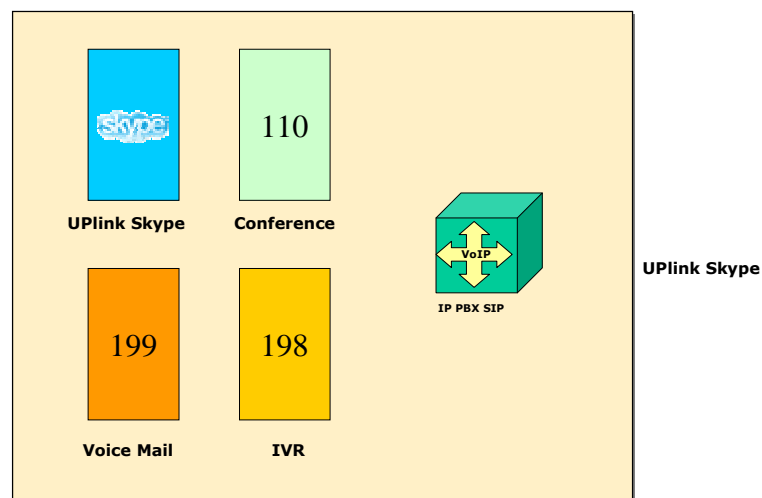 skype
110
UPlink Skype
Conference
VoIP
UPlink Skype
IP PBX SIP
199
198
Voice Mail
IVR